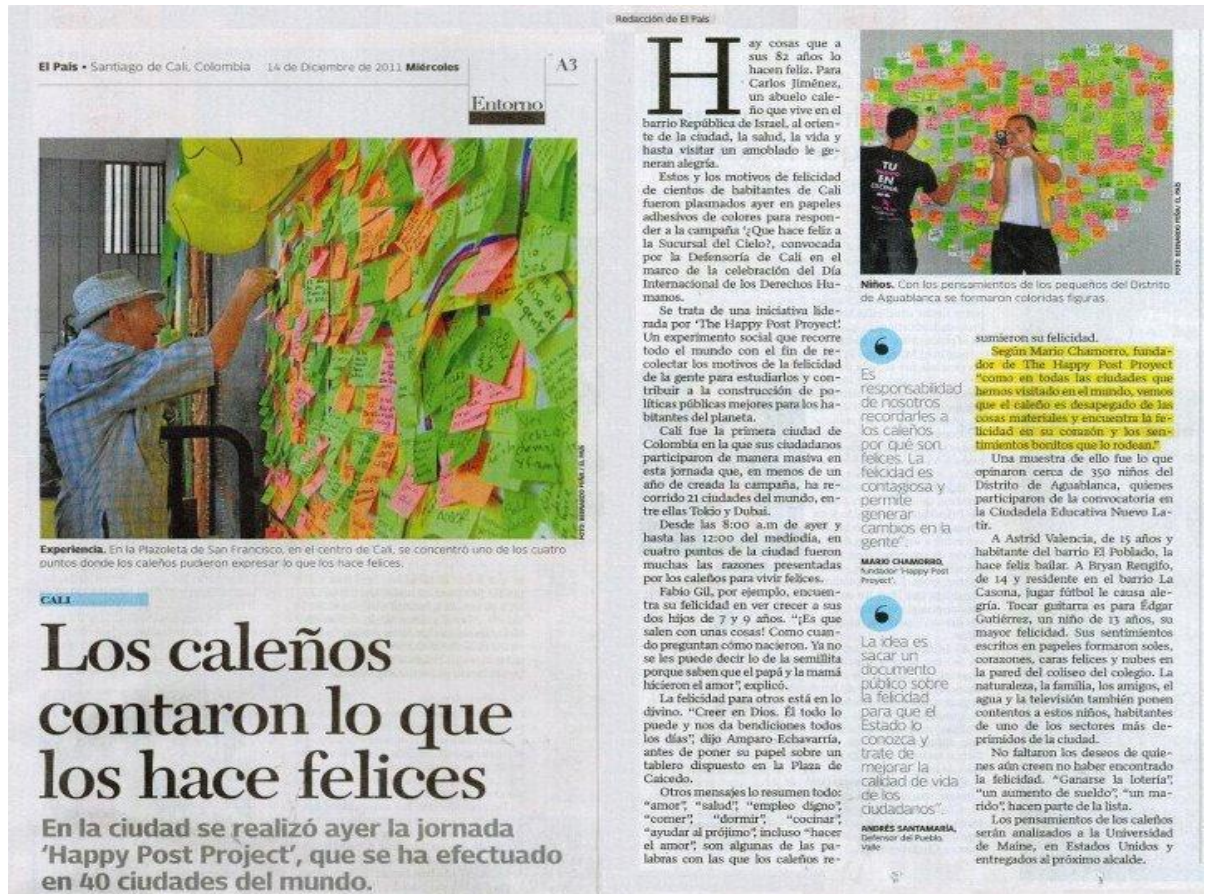 El País • Santiago de Cali, Colombia 14 de Diciembre de 2011 Miércoles
A3
Entorno
FOTO: BERNARDO PEÑA / EL PAÍS
Experiencia. En la Plazoleta de San Francisco, en el centro de Cali, se concentró uno de los cuatro
puntos donde los caleños pudieron expresar lo que los hace felices.
CALI
Los caleños
contaron lo que
los hace felices
En la ciudad se realizó ayer la jornada
‘Happy Post Project’, que se ha efectuado
en 40 ciudades del mundo.
Redacción de El País
Hay cosas que a
sus 82 años lo
hacen feliz. Para
Carlos Jiménez,
un abuelo cale-
ño que vive en el
barrio República de Israel, al orien-
te de la ciudad, la salud, la vida y
hasta visitar un amoblado le ge-
neran alegría.
Estos y los motivos de felicidad
de cientos de habitantes de Cali
fueron plasmados ayer en papeles
adhesivos de colores para respon-
der a la campaña ‘¿Que hace feliz a
la Sucursal del Cielo?, convocada
por la Defensoría de Cali en el
marco de la celebración del Día
Internacional de los Derechos Hu-
manos.
Se trata de una iniciativa lide-
rada por ‘The Happy Post Proyect’.
Un experimento social que recorre
todo el mundo con el fin de re-
colectar los motivos de la felicidad
de la gente para estudiarlos y con-
tribuir a la construcción de po-
líticas públicas mejores para los ha-
bitantes del planeta.
Cali fue la primera ciudad de
Colombia en la que sus ciudadanos
participaron de manera masiva en
esta jornada que, en menos de un
año de creada la campaña, ha re-
corrido 21 ciudades del mundo, en-
tre ellas Tokio y Dubai.
Desde las 8:00 a.m de ayer y
hasta las 12:00 del mediodía, en
cuatro puntos de la ciudad fueron
muchas las razones presentadas
por los caleños para vivir felices.
Fabio Gil, por ejemplo, encuen-
tra su felicidad en ver crecer a sus
dos hijos de 7 y 9 años. “¡Es que
salen con unas cosas! Como cuan-
do preguntan cómo nacieron. Ya no
se les puede decir lo de la semillita
porque saben que el papá y la mamá
hicieron el amor”, explicó.
La felicidad para otros está en lo
divino. “Creer en Dios. Él todo lo
puede y nos da bendiciones todos
los días”, dijo Amparo Echavarría,
antes de poner su papel sobre un
tablero dispuesto en la Plaza de
Caicedo.
Otros mensajes lo resumen todo:
“amor”, “salud”, “empleo digno”,
“comer”, “dormir”, “cocinar”,
“ayudar al prójimo”, incluso “hacer
el amor”, son algunas de las pa-
labras con las que los caleños re-
TU
EN
ESCENA
FOTO: BERNARDO PEÑA / EL PAÍS
Niños. Con los pensamientos de los pequeños del Distrito
de Aguablanca se formaron coloridas figuras.
Es
responsabilidad
de nosotros
recordarles a
los caleños
por qué son
felices. La
felicidad es
contagiosa y
permite
generar
cambios en la
gente”.
MARIO CHAMORRO,
fundador ‘Happy Post
Proyect’.
La idea es
sacar un
documento
público sobre
la felicidad
para que el
Estado lo
conozca y
trate de
mejorar la
calidad de vida
de los
ciudadanos”.
ANDRÉS SANTAMARÍA,
Defensor del Pueblo
Valle
sumieron su felicidad.
Según Mario Chamorro, funda-
dor de The Happy Post Proyect
“como en todas las ciudades que
hemos visitado en el mundo, vemos
que el caleño es desapegado de las
cosas materiales y encuentra la fe-
licidad en su corazón y los sen-
timientos bonitos que lo rodean.”
Una muestra de ello fue lo que
opinaron cerca de 350 niños del
Distrito de Aguablanca, quienes
participaron de la convocatoria en
la Ciudadela Educativa Nuevo La-
tir.
A Astrid Valencia, de 15 años y
habitante del barrio El Poblado, la
hace feliz bailar. A Bryan Rengifo,
de 14 y residente en el barrio La
Casona, jugar fútbol le causa ale-
gría. Tocar guitarra es para Édgar
Gutiérrez, un niño de 13 años, su
mayor felicidad. Sus sentimientos
escritos en papeles formaron soles,
corazones, caras felices y nubes en
la pared del coliseo del colegio. La
naturaleza, la familia, los amigos, el
agua y la televisión también ponen
contentos a estos niños, habitantes
de uno de los sectores más de-
primidos de la ciudad.
No faltaron los deseos de quie-
nes aún creen no haber encontrado
la felicidad. “Ganarse la lotería”,
“un aumento de sueldo”, “un ma-
rido”, hacen parte de la lista.
Los pensamientos de los caleños
serán analizados a la Universidad
de Maine, en Estados Unidos y
entregados al próximo alcalde.